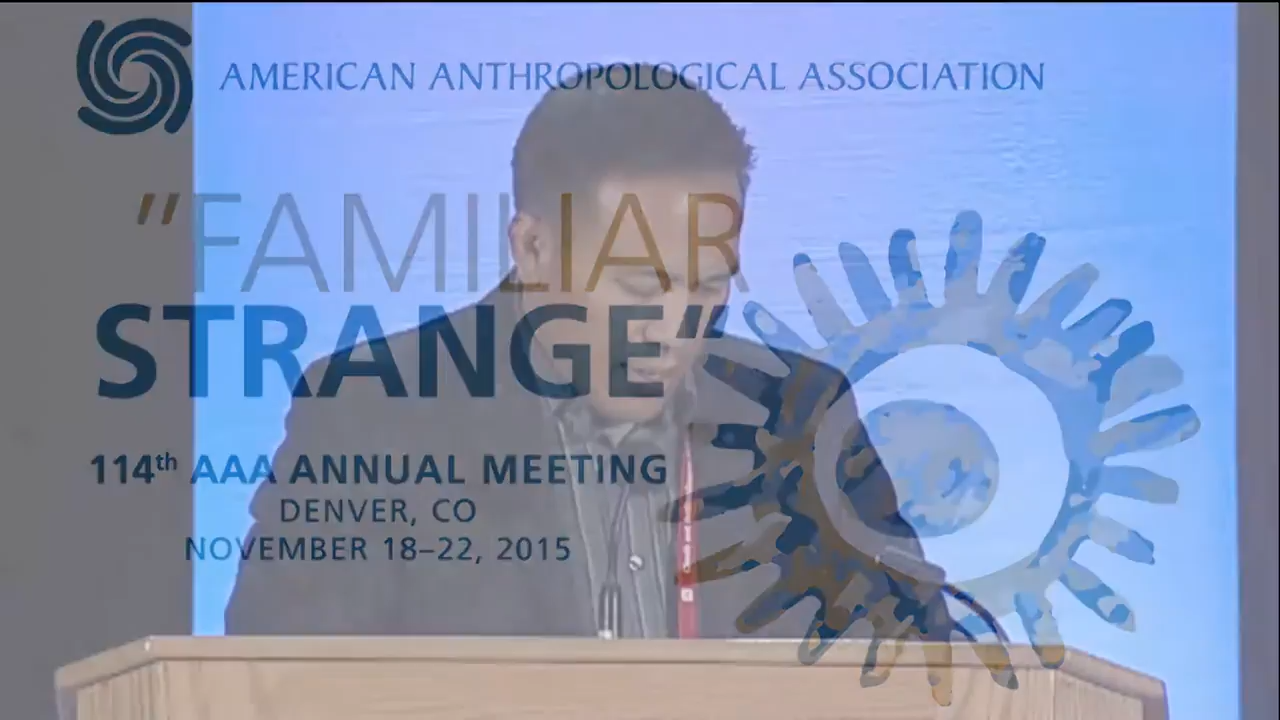 AMERICAN ANTHROPOLOGICAL ASSOCIATION
"FAMILIAR
STRANGE"
114th AAA ANNUAL MEETING
DENVER, CO
NOVEMBER 18–22, 2015